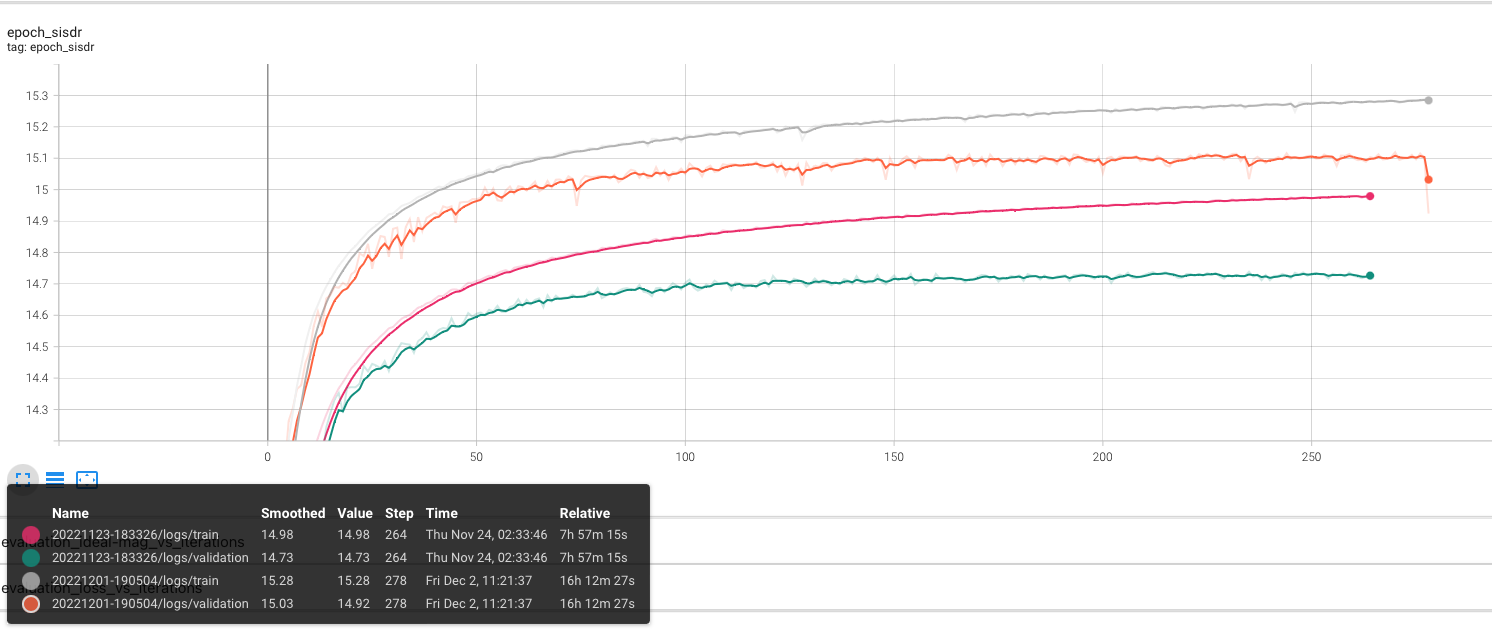 epoch_sisdr
tag: epoch_sisdr
15.3
15.2
15.1
15
14.9
14.8
14.7
14.6
14.5
14.4
14.3
0 50 100 150 200 250
Name Smoothed Value Step Time Relative
20221123-183326/logs/train 14.98 14.98 264 Thu Nov 24, 02:33:46 7h 57m 15s
evaluation_ideal-mag_vs_iterations
20221123-183326/logs/validation 14.73 14.73 264 Thu Nov 24, 02:33:46 7h 57m 15s
20221201-190504/logs/train 15.28 15.28 278 Fri Dec 2, 11:21:37 16h 12m 27s
evaluation_loss_vs_iterations
20221201-190504/logs/validation 15.03 14.92 278 Fri Dec 2, 11:21:37 16h 12m 27s